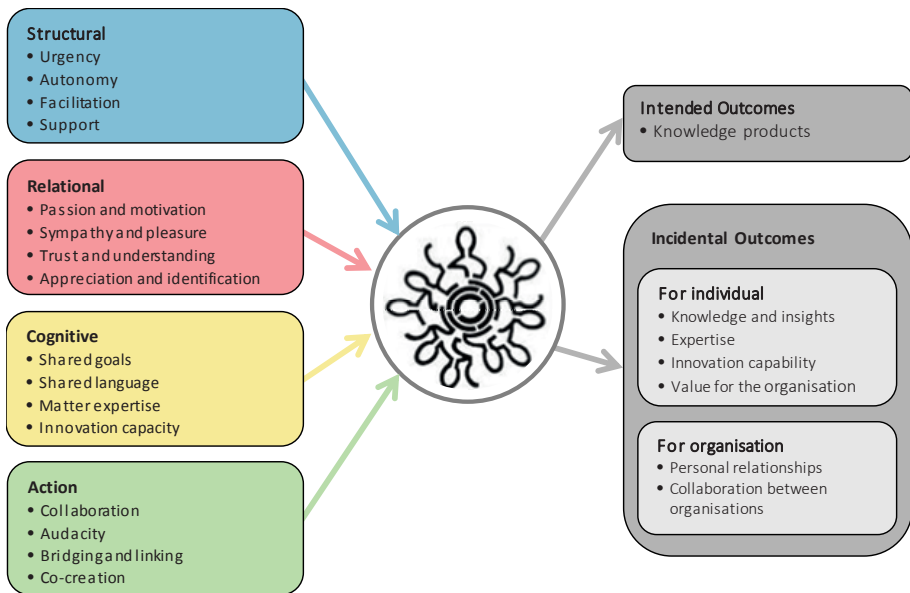 Structural
• Urgency
• Autonomy
• Facilitation
• Support
Relational
• Passion and motivation
• Sympathy and pleasure
• Trust and understanding
• Appreciation and identification
Cognitive
• Shared goals
• Shared language
• Matter expertise
• Innovation capacity
Action
• Collaboration
• Audacity
• Bridging and linking
• Co-creation
Intended Outcomes
• Knowledge products
Incidental Outcomes
For individual
• Knowledge and insights
• Expertise
• Innovation capability
• Value for the organisation
For organisation
• Personal relationships
• Collaboration between
organisations